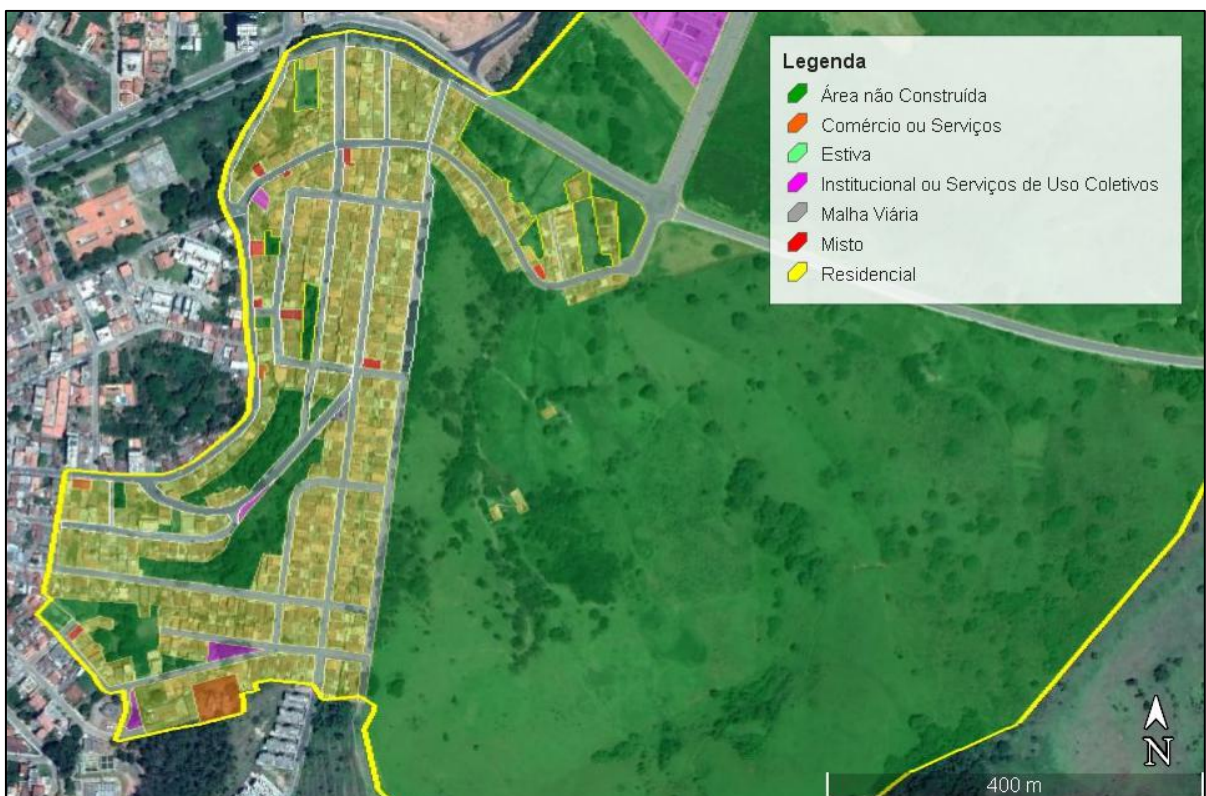 Legenda
Área não Construída
Comércio ou Serviços
Estiva
Institucional ou Serviços de Uso Coletivos
Malha Viária
Misto
Residencial
N
400 m